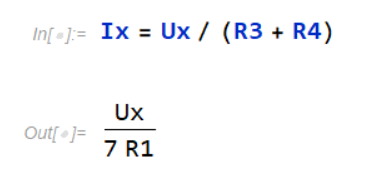 In[•]:= Ix = Ux / (R3 + R4)
Out[•]= Ux
7 R1